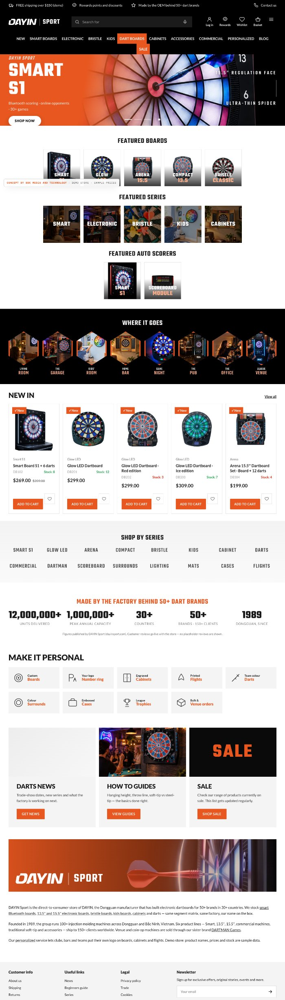 FREE shipping over $150 (demo)
Rewards points and discounts
Made by the OEM behind 50+ dart brands
Contact us
DAYIN | SPORT
Search for
Log in
Rewards
Wishlist
Basket
NEW SMART BOARDS ELECTRONIC BRISTLE KIDS DART BOARDS CABINETS ACCESSORIES COMMERCIAL PERSONALIZED BLOG
SALE
DAYIN SPORT
SMART
S1
Bluetooth scoring · online opponents
· 30+ games
SHOP NOW
13
15.5" REGULATION FACE
6
ULTRA-THIN SPIDER
FEATURED BOARDS
SMART
GLOW
ARENA
15.5
COMPACT
13.5
BRISTLE
CLASSIC
CONCEPT BY BBK MEDIA AND TECHNOLOGY · DEMO STORE · SAMPLE PRICES
FEATURED SERIES
SMART
ELECTRONIC
BRISTLE
KIDS
CABINETS
FEATURED AUTO SCORERS
SMART
S1
SCOREBOARD
MODULE
WHERE IT GOES
LIVING
ROOM
THE
GARAGE
KIDS'
ROOM
HOME
BAR
GAME
NIGHT
THE
PUB
THE
OFFICE
LEAGUE
VENUE
NEW IN
View all
✓New
Smart S1
Smart Board S1 + 6 darts
DB102
Stock: 8
$269.00 $289.00
ADD TO CART
✓New
Glow LED
Glow LED Dartboard
DB201
Stock: 12
$299.00
ADD TO CART
✓New
Glow LED
Glow LED Dartboard ·
Red edition
DB202
Stock: 3
$299.00
ADD TO CART
✓New
Glow LED
Glow LED Dartboard ·
Ice edition
DB203
Stock: 7
$309.00
ADD TO CART
✓New
Arena
Arena 15.5″ Dartboard
Set · Board + 12 darts
DB304
Stock: 4
$199.00
ADD TO CART
SHOP BY SERIES
SMART S1 GLOW LED ARENA COMPACT BRISTLE KIDS CABINET DARTS
COMMERCIAL DARTMAN SCOREBOARD SURROUNDS LIGHTING MATS CASES FLIGHTS
MADE BY THE FACTORY BEHIND 50+ DART BRANDS
12,000,000+
UNITS DELIVERED
1,000,000+
PEAK ANNUAL CAPACITY
30+
COUNTRIES
50+
BRANDS · 150+ CLIENTS
1989
DONGGUAN, SINCE
Figures published by DAYIN Sport (dayinsport.com). Customer reviews go live with the store — no placeholder reviews are shown.
MAKE IT PERSONAL
Custom
Boards
Your logo
Number ring
Engraved
Cabinets
Printed
Flights
Team colour
Darts
Colour
Surrounds
Embossed
Cases
League
Trophies
Bulk &
Venue orders
DARTS NEWS
Trade-show dates, new series and what the
factory is working on next.
GET NEWS
HOW TO GUIDES
Hanging height, throw line, soft-tip vs steel-
tip — the basics done right.
VIEW GUIDES
SALE
SALE
Check our range of products currently on
sale. This list gets updated regularly.
SHOP SALE
DAYIN | SPORT
DAYIN Sport is the direct-to-consumer store of DAYIN, the Dongguan manufacturer that has built electronic dartboards for 50+ brands in 30+ countries. We stock smart
Bluetooth boards, 13.5″ and 15.5″ electronic boards, bristle boards, kids boards, cabinets and darts — same segment matrix, same factory, our name on the box.
Founded in 1989, the group runs 100+ injection molding machines across Dongguan and Bắc Ninh, Vietnam. Six product lines — Smart, 13.5″, 15.5″, commercial machines,
traditional soft-tip and accessories — ship to 150+ clients worldwide. Venue and coin-op machines are sold through our sister brand DARTMAN Games.
Our personalized service lets clubs, bars and teams put their own logo on boards, cabinets and flights. Demo store: product names, prices and stock are sample data.
Customer info
About us
Shipping
Returns
Useful links
News
Beginners guide
Series
Legal
Privacy policy
Trade
Cookies
Newsletter
Sign up for exclusive offers, original stories, events and more.
Your email